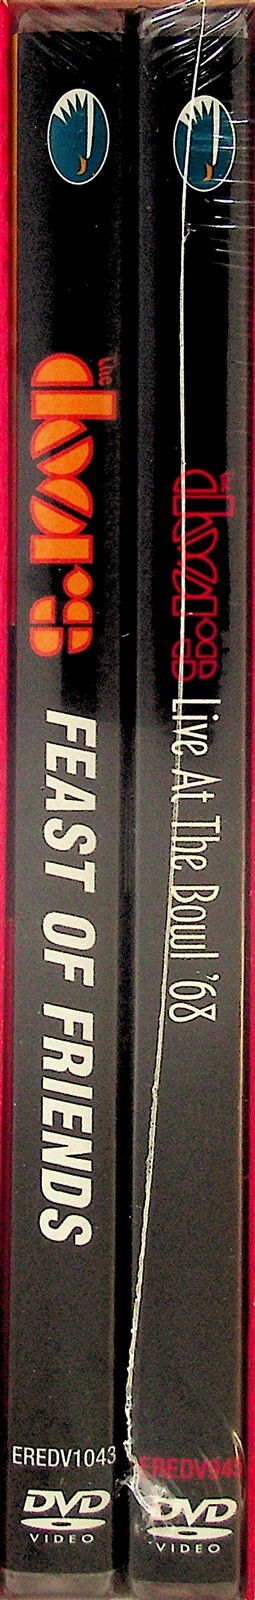 the doors
FEAST OF FRIENDS
EREDV1043
DVD
VIDEO
the doors
Live At The Bowl '68
DVD
VIDEO